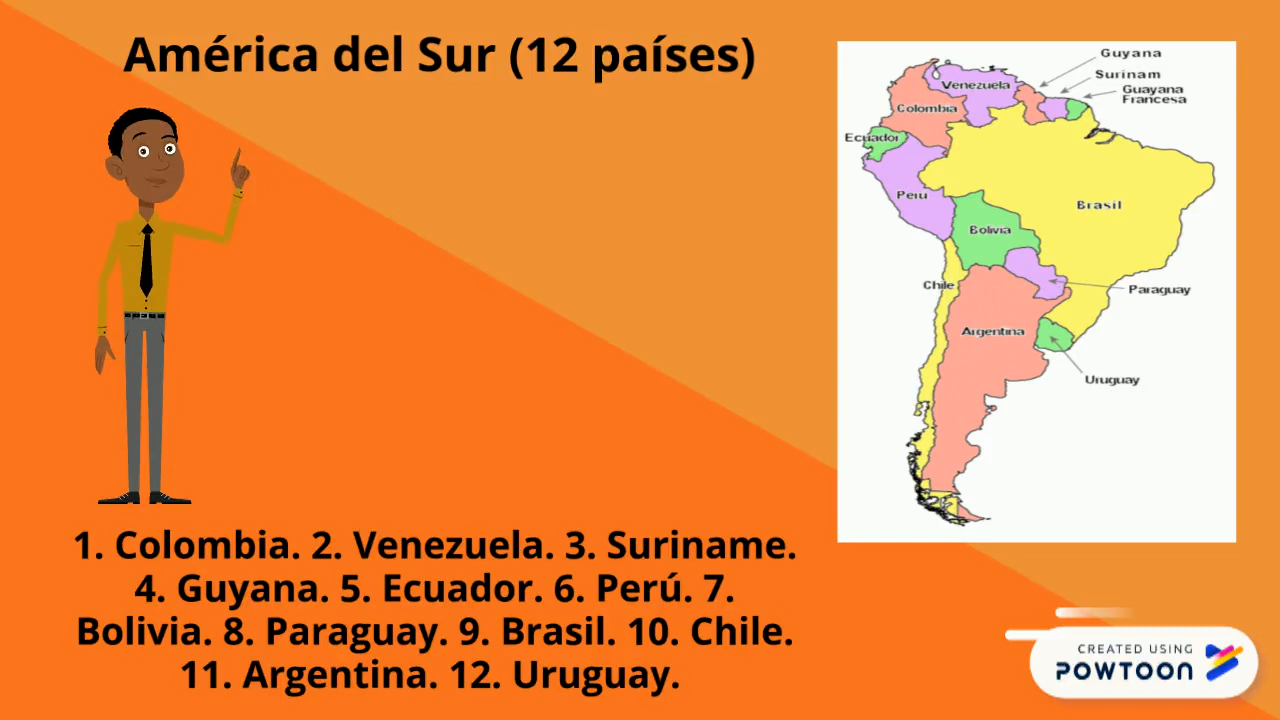 América del Sur (12 países)
Guyana
Surinam
Guayana
Francesa
Venezuela
Colombia
Ecuador
Perú
Brasil
Bolivia
Chile
Paraguay
Argentina
Uruguay
1. Colombia. 2. Venezuela. 3. Suriname.
4. Guyana. 5. Ecuador. 6. Perú. 7.
Bolivia. 8. Paraguay. 9. Brasil. 10. Chile.
11. Argentina. 12. Uruguay.
CREATED USING
POWTOON